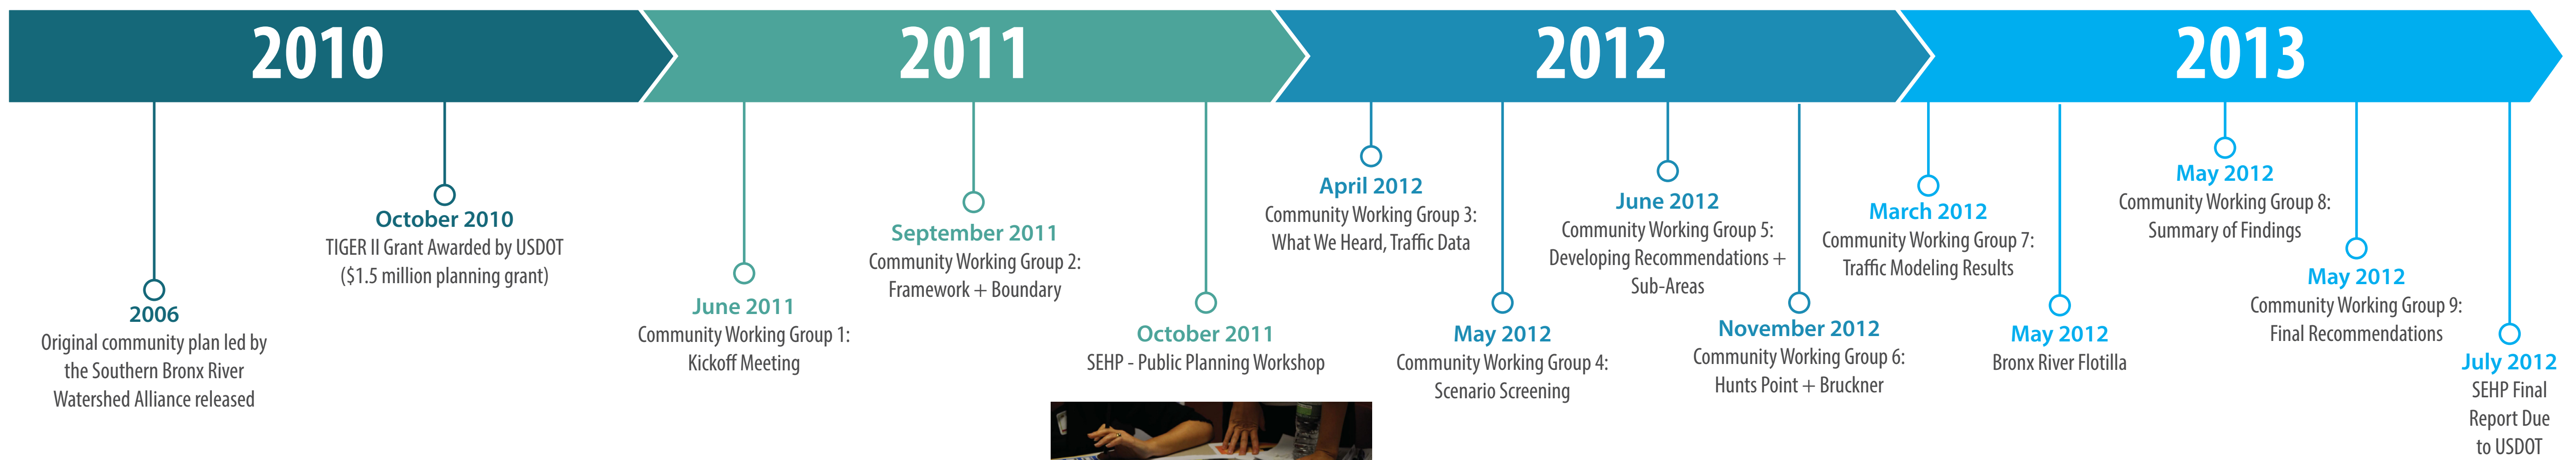 2010
2011
2012
2013
2006
Original community plan led by
the Southern Bronx River
Watershed Alliance released
October 2010
TIGER II Grant Awarded by USDOT
($1.5 million planning grant)
June 2011
Community Working Group 1:
Kickoff Meeting
September 2011
Community Working Group 2:
Framework + Boundary
October 2011
SEHP - Public Planning Workshop
April 2012
Community Working Group 3:
What We Heard, Traffic Data
May 2012
Community Working Group 4:
Scenario Screening
June 2012
Community Working Group 5:
Developing Recommendations +
Sub-Areas
November 2012
Community Working Group 6:
Hunts Point + Bruckner
March 2012
Community Working Group 7:
Traffic Modeling Results
May 2012
Bronx River Flotilla
May 2012
Community Working Group 8:
Summary of Findings
May 2012
Community Working Group 9:
Final Recommendations
July 2012
SEHP Final
Report Due
to USDOT